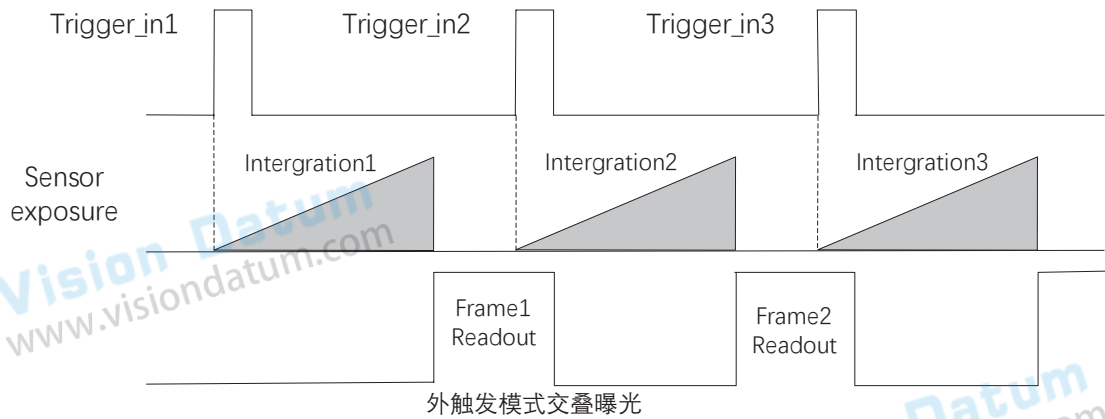 Trigger_in1 Trigger_in2 Trigger_in3
Intergration1 Intergration2 Intergration3
Sensor
exposure
Vision Datum
www.visiondatum.com
Frame1
Readout
Frame2
Readout
外触发模式交叠曝光
Datum